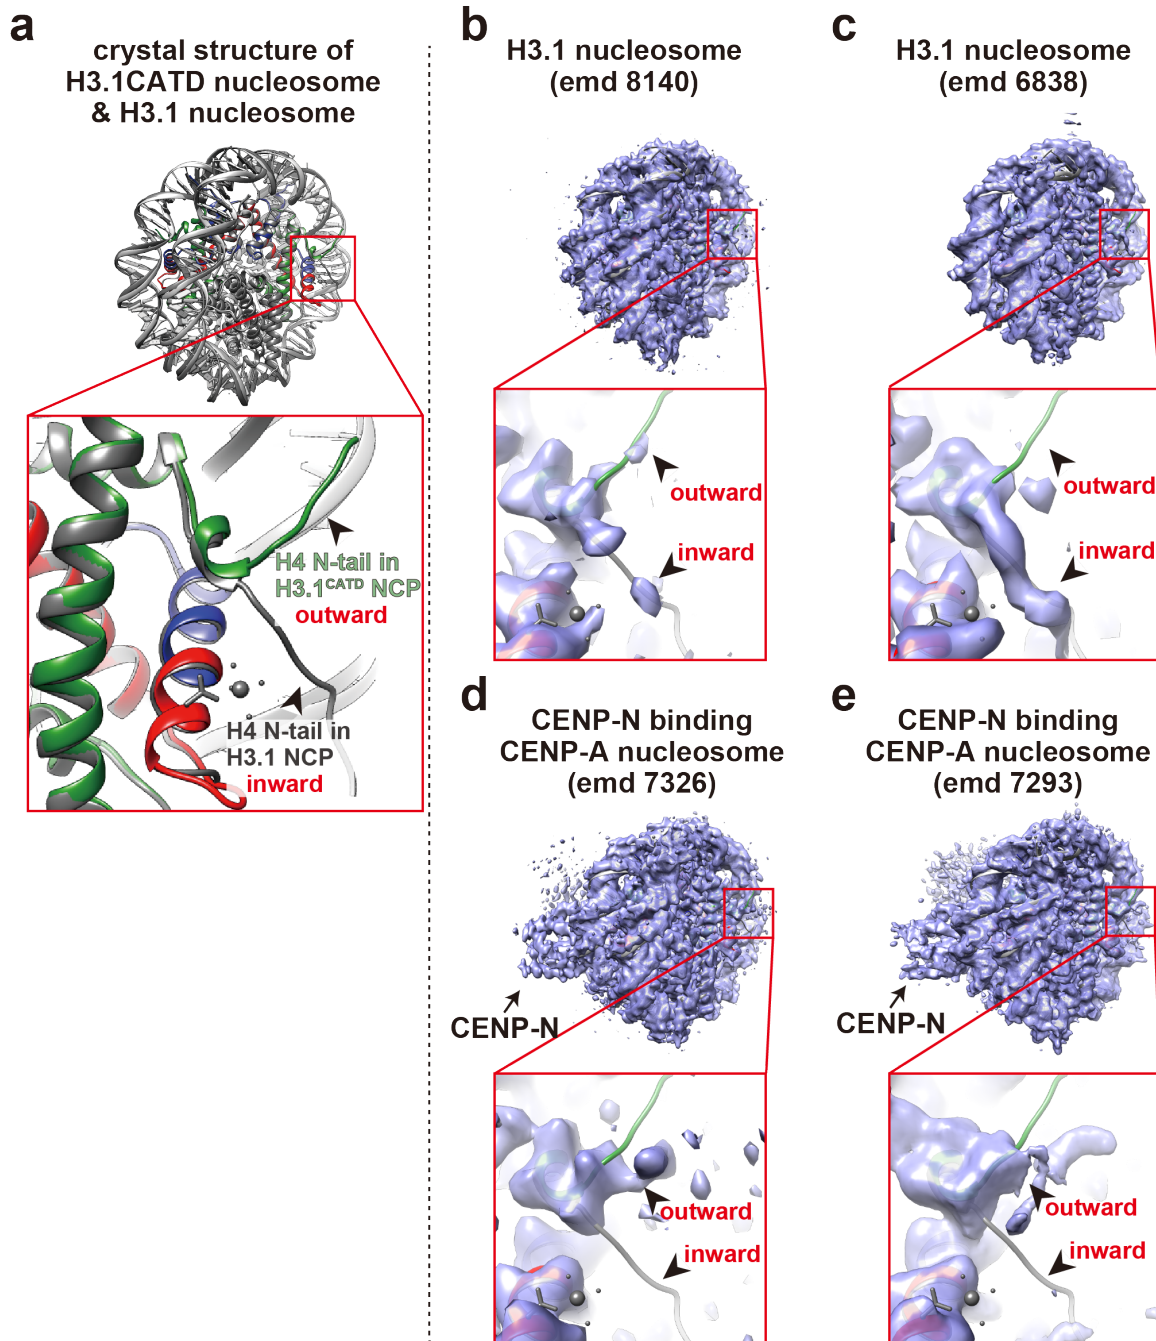 a
crystal structure of
H3.1CATD nucleosome
& H3.1 nucleosome
H4 N-tail in
H3.1CATD NCP
outward
H4 N-tail in
H3.1 NCP
inward
b
H3.1 nucleosome
(emd 8140)
outward
inward
c
H3.1 nucleosome
(emd 6838)
outward
inward
d
CENP-N binding
CENP-A nucleosome
(emd 7326)
CENP-N
outward
inward
e
CENP-N binding
CENP-A nucleosome
(emd 7293)
CENP-N
outward
inward